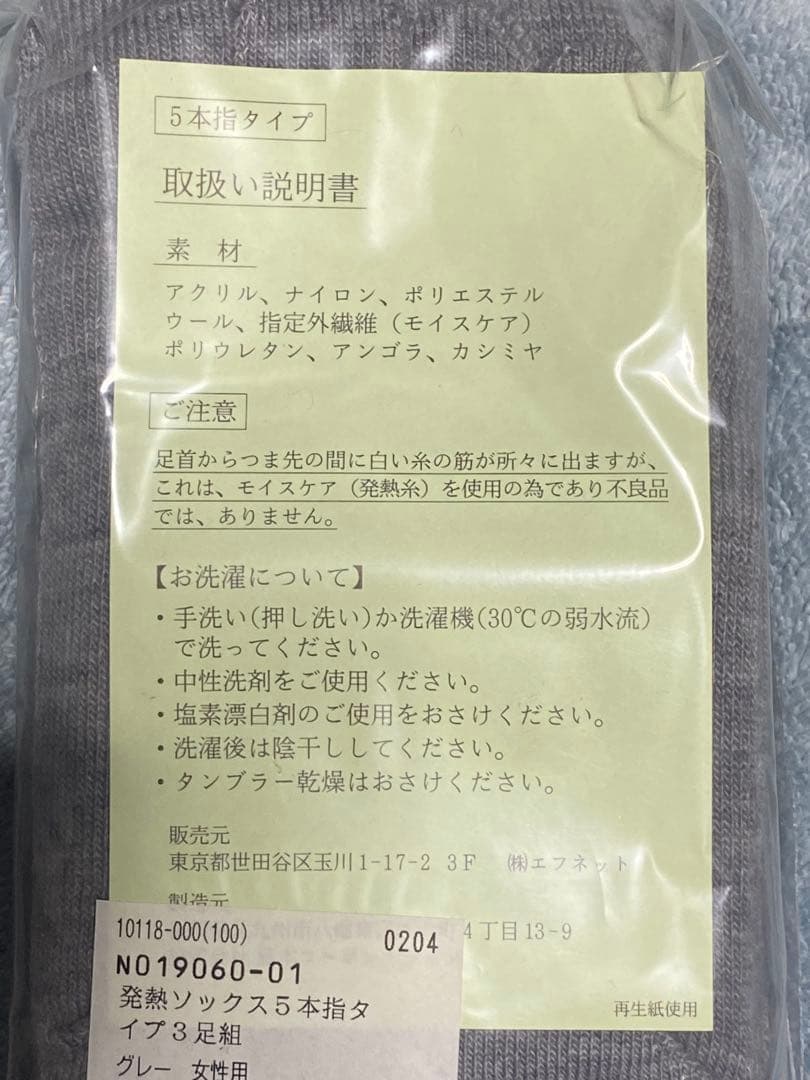 5本指タイプ
取扱い説明書
素 材
アクリル、ナイロン、ポリエステル
ウール、指定外繊維（モイスケア）
ポリウレタン、アンゴラ、カシミヤ
ご注意
足首からつま先の間に白い糸の筋が所々に出ますが、
これは、モイスケア（発熱糸）を使用の為であり不良品
では、ありません。
【お洗濯について】
・手洗い(押し洗い)か洗濯機(30℃の弱水流)
で洗ってください。
・中性洗剤をご使用ください。
・塩素漂白剤のご使用をおさけください。
・洗濯後は陰干ししてください。
・タンブラー乾燥はおさけください。
販売元
東京都世田谷区玉川1-17-2 3F ㈱エフネット
製造元
4丁目13-9
再生紙使用
10118-000(100)
0204
N019060-01
発熱ソックス5本指タ
イプ3足組
グレー 女性用